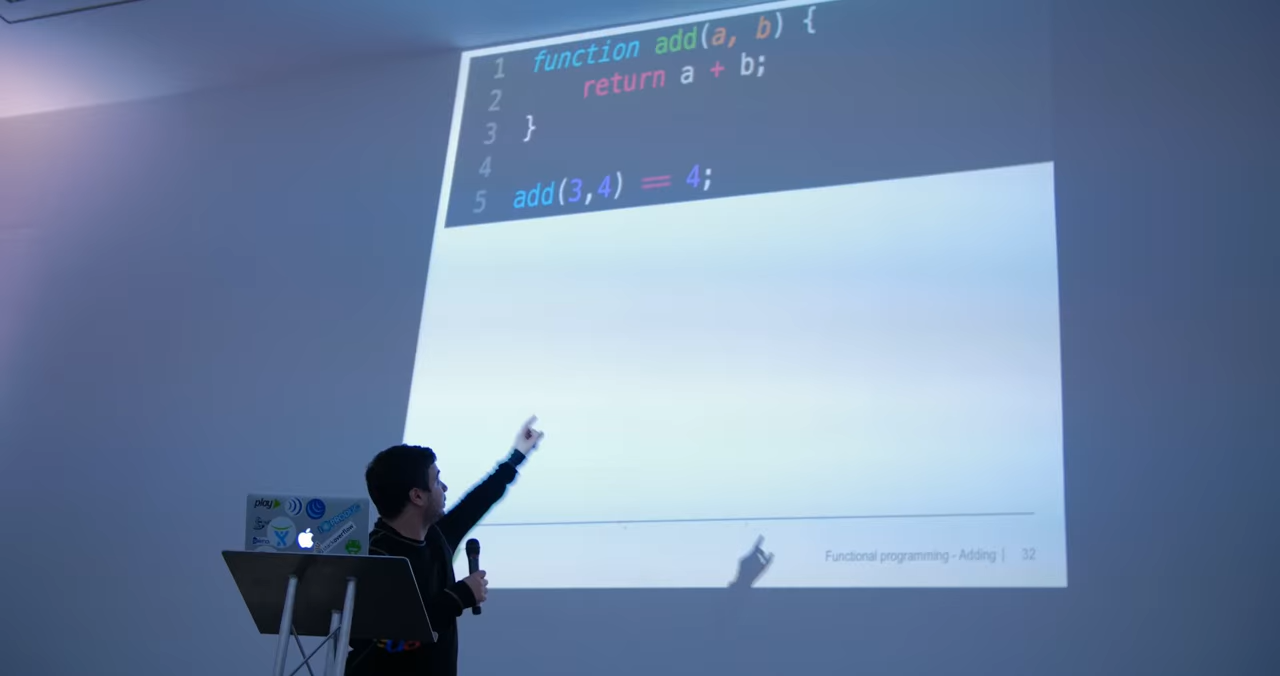 1 function add(a, b) {
2 return a + b;
3 }
4
5 add(3,4) == 4;
Functional programming - Adding | 32
play